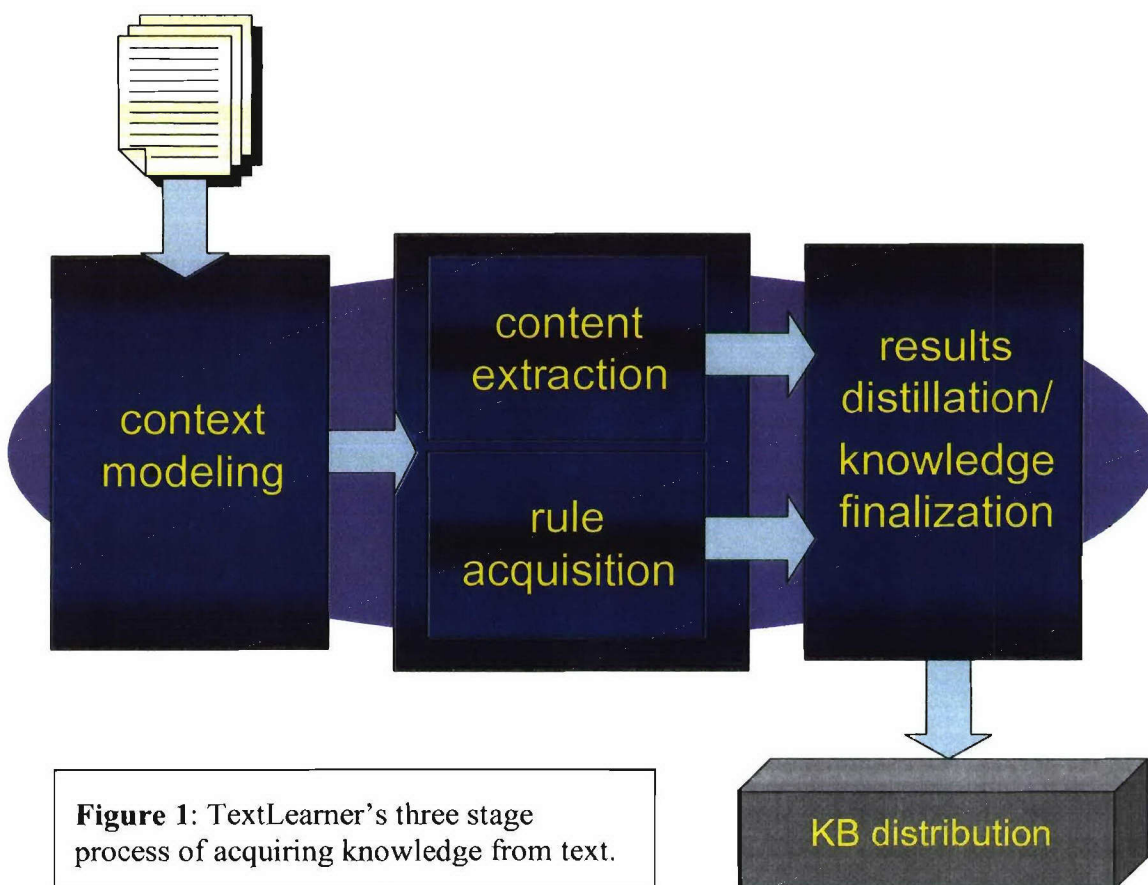 context
modeling
content
extraction
rule
acquisition
results
distillation/
knowledge
finalization
KB distribution
Figure 1: TextLearner's three stage
process of acquiring knowledge from text.